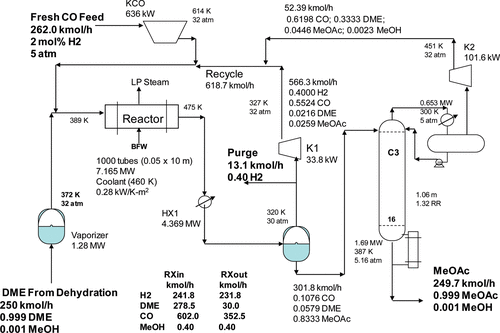 Fresh CO Feed
262.0 kmol/h
2 mol% H2
5 atm
KCO
636 kW
614 K
32 atm
52.39 kmol/h
0.6198 CO; 0.3333 DME;
0.0446 MeOAc; 0.0023 MeOH
451 K
32 atm
K2
101.6 kW
LP Steam
Recycle
618.7 kmol/h
566.3 kmol/h
0.4000 H2
0.5524 CO
0.0216 DME
0.0259 MeOAc
327 K
32 atm
0.653 MW
300 K
5 atm
389 K
Reactor
475 K
BFW
K1
33.8 kW
C3
1000 tubes (0.05 x 10 m)
7.165 MW
Coolant (460 K)
0.28 kW/K-m²
Purge
13.1 kmol/h
0.40 H2
372 K
32 atm
HX1
4.369 MW
320 K
30 atm
1.06 m
1.32 RR
16
Vaporizer
1.28 MW
1.69 MW
387 K
5.16 atm
DME From Dehydration
250 kmol/h
0.999 DME
0.001 MeOH
RXin RXout
H2 241.8 231.8
DME 278.5 30.0
CO 602.0 352.5
MeOH 0.40 0.40
301.8 kmol/h
0.1076 CO
0.0579 DME
0.8333 MeAc
MeOAc
249.7 kmol/h
0.999 MeOAc
0.001 MeOH